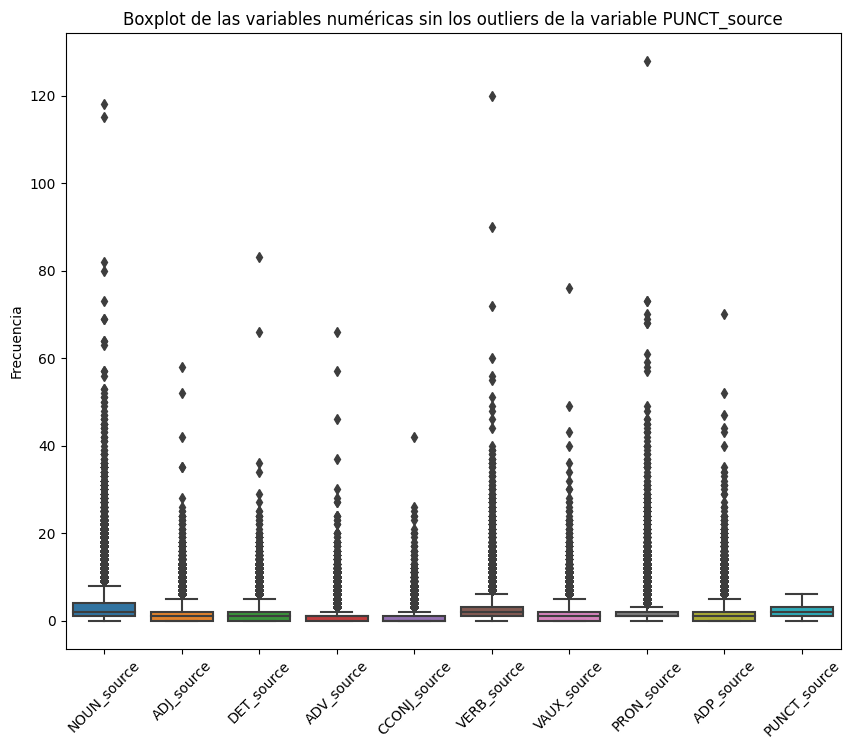 Boxplot de las variables numéricas sin los outliers de la variable PUNCT_source
Frecuencia
120
100
80
60
40
20
0
NOUN_source
ADJ_source
DET_source
ADV_source
CCONJ_source
VERB_source
VAUX_source
PRON_source
ADP_source
PUNCT_source